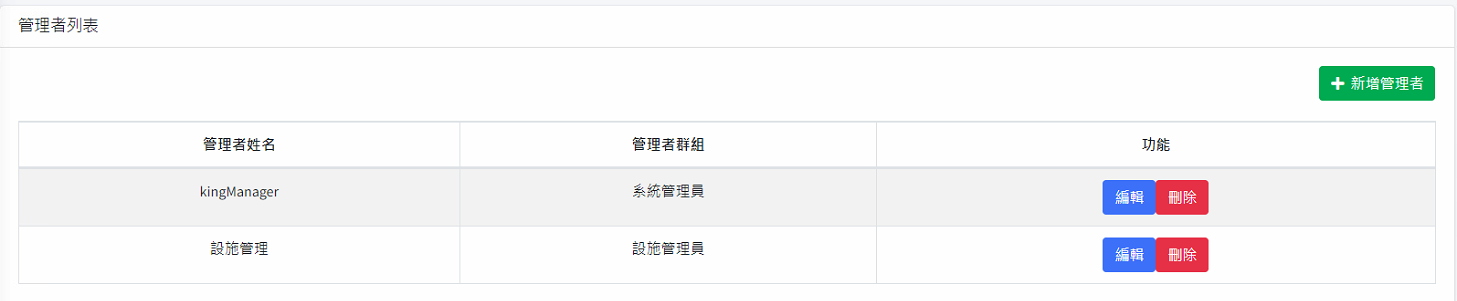 管理者列表
新增管理者
管理者姓名 管理者群組 功能
kingManager 系統管理員 編輯 刪除
設施管理 設施管理員 編輯 刪除